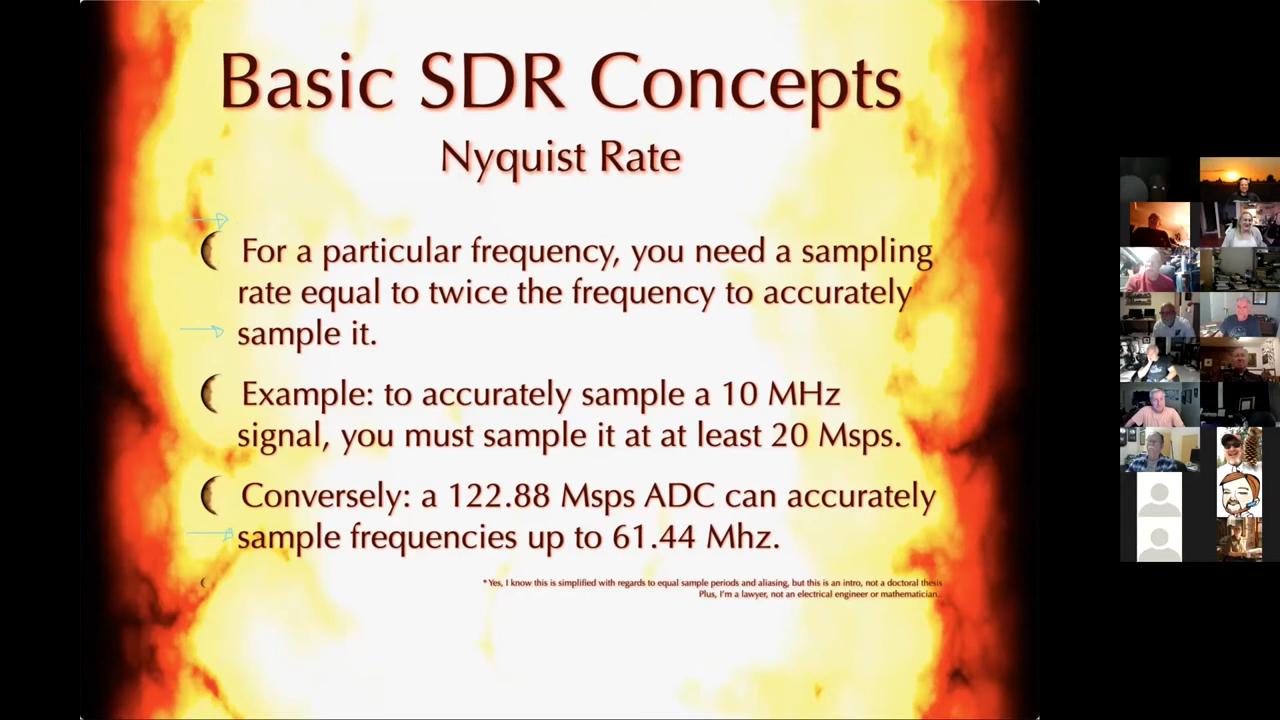 Basic SDR Concepts
Nyquist Rate
For a particular frequency, you need a sampling
rate equal to twice the frequency to accurately
sample it.
Example: to accurately sample a 10 MHz
signal, you must sample it at at least 20 Msps.
Conversely: a 122.88 Msps ADC can accurately
sample frequencies up to 61.44 Mhz.
* Yes, I know this is simplified with regards to equal sample periods and aliasing, but this is an intro, not a doctoral thesis
Plus, I'm a lawyer, not an electrical engineer or mathematician..